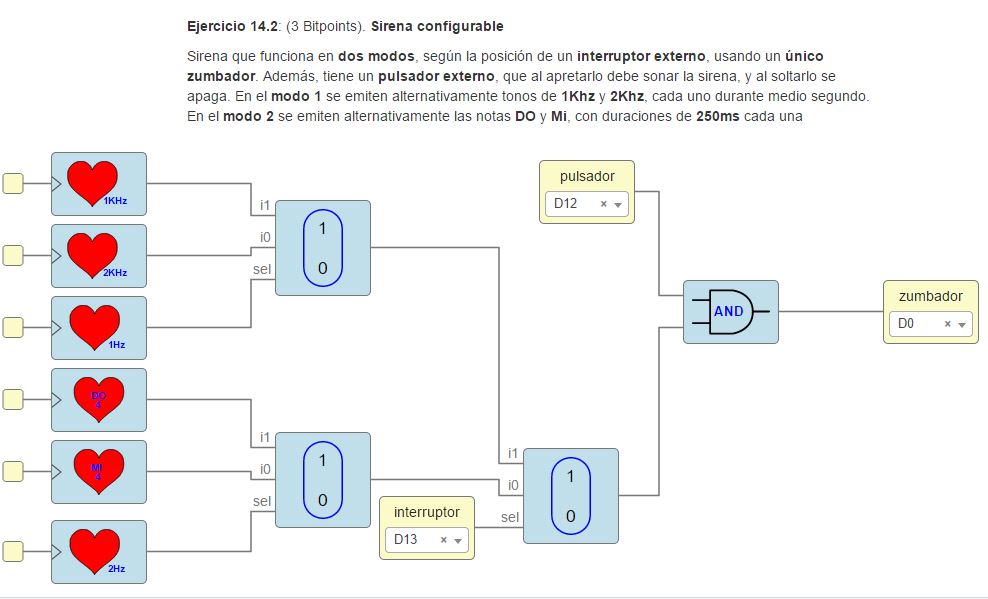 Ejercicio 14.2: (3 Bitpoints). Sirena configurable
Sirena que funciona en dos modos, según la posición de un interruptor externo, usando un único
zumbador. Además, tiene un pulsador externo, que al apretarlo debe sonar la sirena, y al soltarlo se
apaga. En el modo 1 se emiten alternativamente tonos de 1Khz y 2Khz, cada uno durante medio segundo.
En el modo 2 se emiten alternativamente las notas DO y Mi, con duraciones de 250ms cada una
1KHz
i1
i0
sel
1
0
2KHz
1Hz
pulsador
D12 ×
AND
zumbador
D0 ×
DO
4
i1
i0
sel
1
0
MI
4
2Hz
interruptor
D13 ×
i1
i0
sel
1
0